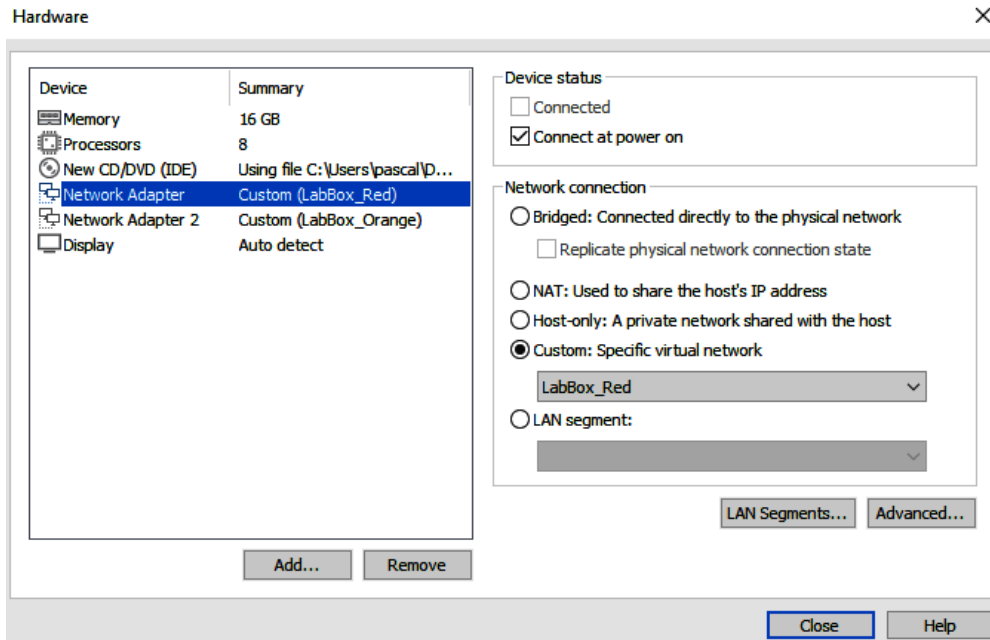 Hardware
Device Summary
Memory 16 GB
Processors 8
New CD/DVD (IDE) Using file C:\Users\pascal\D...
Network Adapter Custom (LabBox_Red)
Network Adapter 2 Custom (LabBox_Orange)
Display Auto detect
Add... Remove
Device status
Connected
Connect at power on
Network connection
Bridged: Connected directly to the physical network
Replicate physical network connection state
NAT: Used to share the host's IP address
Host-only: A private network shared with the host
Custom: Specific virtual network
LabBox_Red
LAN segment:
LAN Segments... Advanced...
Close Help